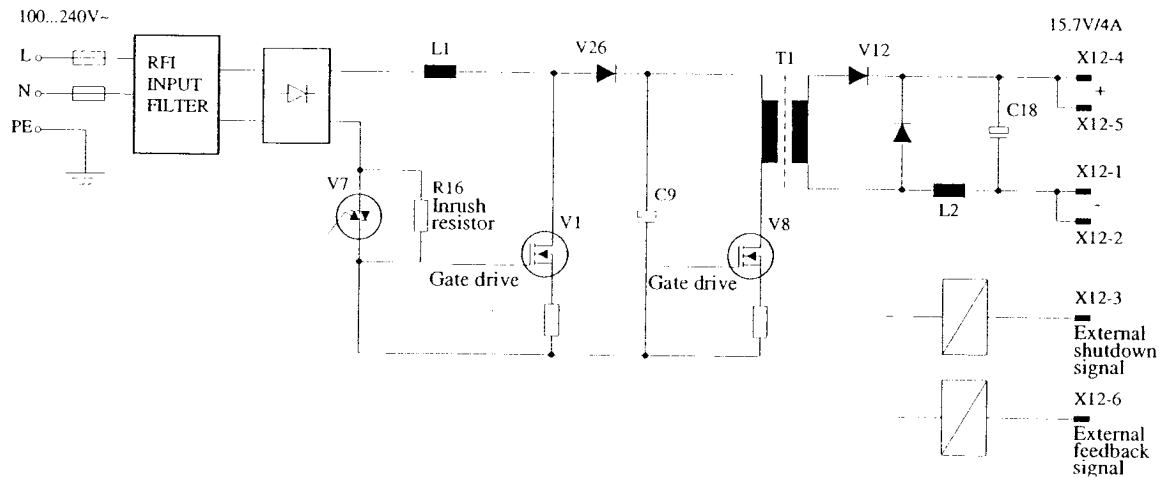 100...240V~
15.7V/4A
L
N
PE
RFI
INPUT
FILTER
L1
V26
T1
V12
X12-4
+
X12-5
C18
X12-1
-
X12-2
L2
V7
R16
Inrush
resistor
V1
C9
V8
Gate drive
Gate drive
X12-3
External
shutdown
signal
X12-6
External
feedback
signal